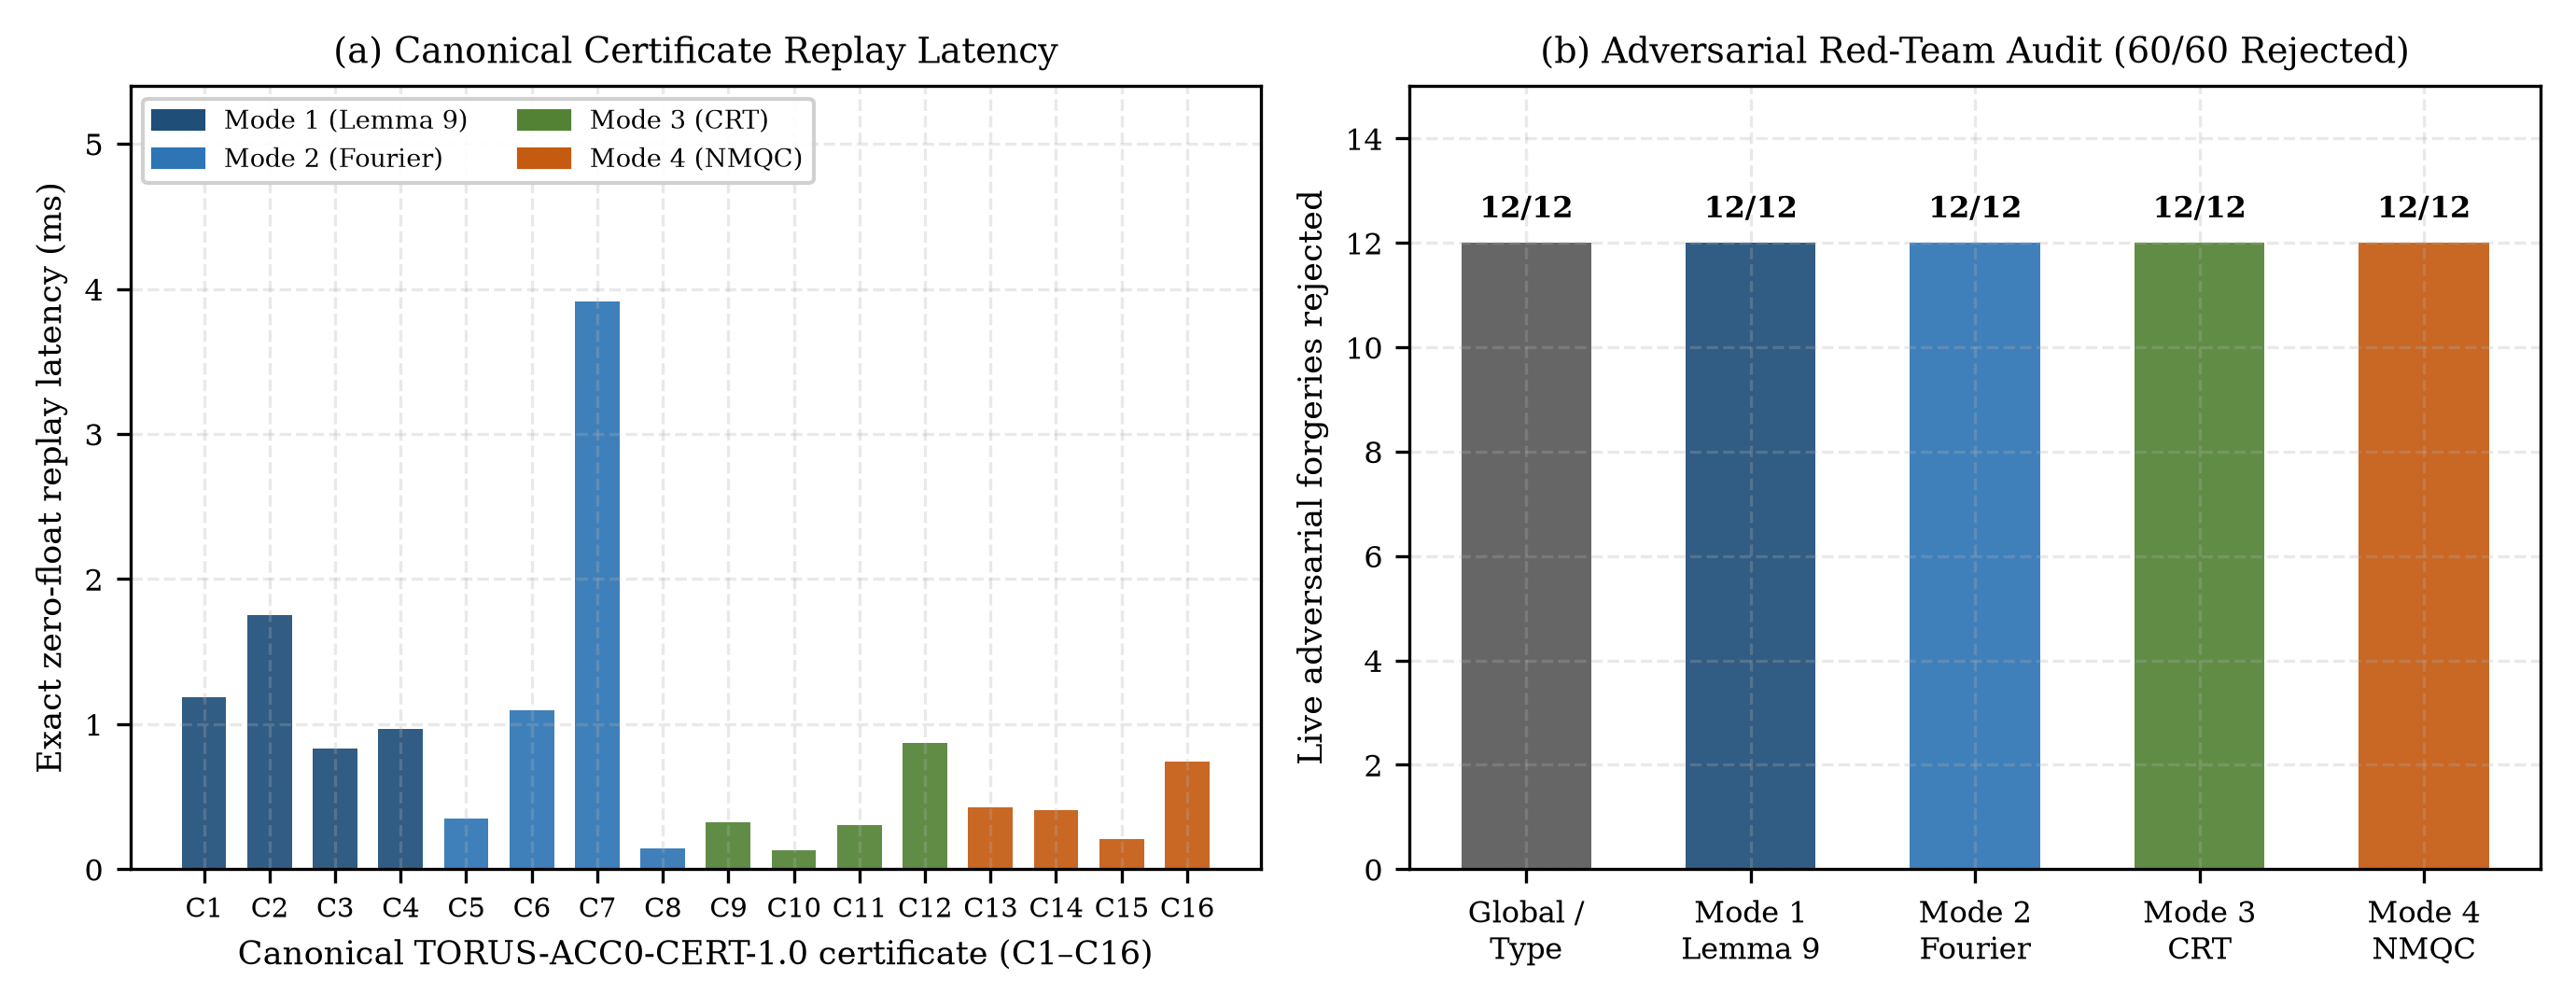 (a) Canonical Certificate Replay Latency
Mode 1 (Lemma 9)
Mode 2 (Fourier)
Mode 3 (CRT)
Mode 4 (NMQC)
Exact zero-float replay latency (ms)
5
4
3
2
1
0
C1 C2 C3 C4 C5 C6 C7 C8 C9 C10 C11 C12 C13 C14 C15 C16
Canonical TORUS-ACC0-CERT-1.0 certificate (C1–C16)
(b) Adversarial Red-Team Audit (60/60 Rejected)
Live adversarial forgeries rejected
14
12
10
8
6
4
2
0
12/12 12/12 12/12 12/12 12/12
Global /
Type
Mode 1
Lemma 9
Mode 2
Fourier
Mode 3
CRT
Mode 4
NMQC